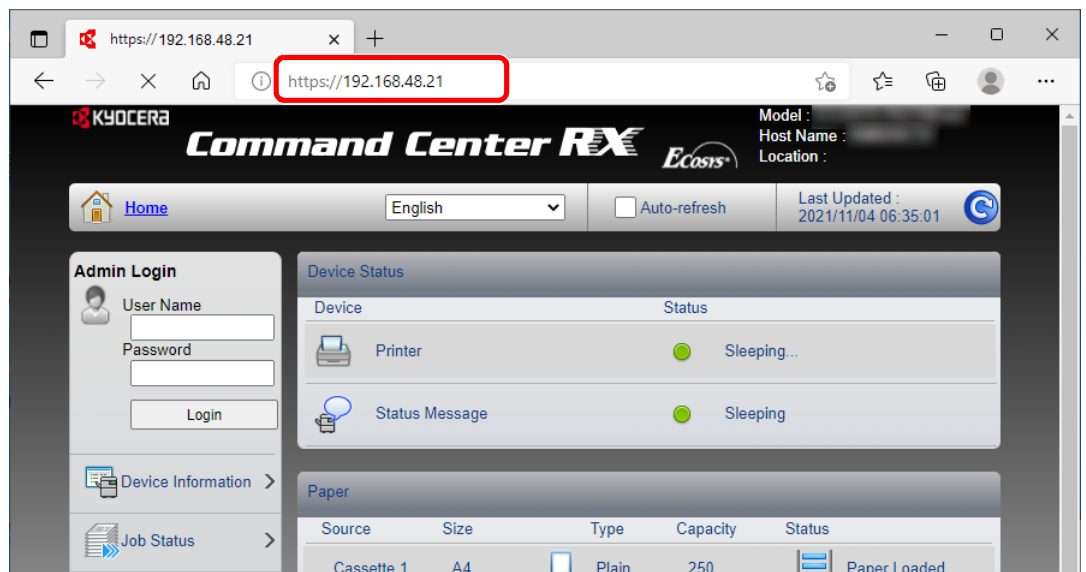 https://192.168.48.21
https://192.168.48.21
KYOCERA
Command Center RX
Ecosys
Model :
Host Name :
Location :
Home
English
Auto-refresh
Last Updated :
2021/11/04 06:35:01
Admin Login
User Name
Password
Login
Device Information
Job Status
Device Status
Device Status
Printer Sleeping...
Status Message Sleeping
Paper
Source Size Type Capacity Status
Cassette 1 A4 Plain 250 Paper Loaded